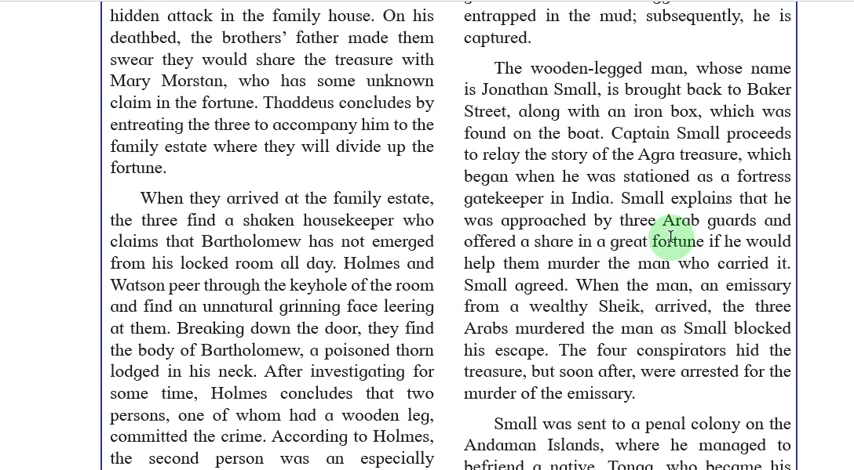 hidden attack in the family house. On his
deathbed, the brothers’ father made them
swear they would share the treasure with
Mary Morstan, who has some unknown
claim in the fortune. Thaddeus concludes by
entreating the three to accompany him to the
family estate where they will divide up the
fortune.
When they arrived at the family estate,
the three find a shaken housekeeper who
claims that Bartholomew has not emerged
from his locked room all day. Holmes and
Watson peer through the keyhole of the room
and find an unnatural grinning face leering
at them. Breaking down the door, they find
the body of Bartholomew, a poisoned thorn
lodged in his neck. After investigating for
some time, Holmes concludes that two
persons, one of whom had a wooden leg,
committed the crime. According to Holmes,
the second person was an especially
entrapped in the mud; subsequently, he is
captured.
The wooden-legged man, whose name
is Jonathan Small, is brought back to Baker
Street, along with an iron box, which was
found on the boat. Captain Small proceeds
to relay the story of the Agra treasure, which
began when he was stationed as a fortress
gatekeeper in India. Small explains that he
was approached by three Arab guards and
offered a share in a great fortune if he would
help them murder the man who carried it.
Small agreed. When the man, an emissary
from a wealthy Sheik, arrived, the three
Arabs murdered the man as Small blocked
his escape. The four conspirators hid the
treasure, but soon after, were arrested for the
murder of the emissary.
Small was sent to a penal colony on the
Andaman Islands, where he managed to
befriend a native, Tonga, who became his